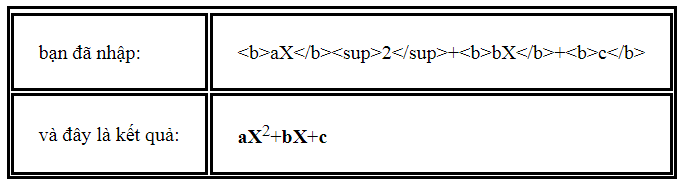 bạn đã nhập: <b>aX</b><sup>2</sup>+<b>bX</b>+<b>c</b>
và đây là kết quả: aX²+bX+c